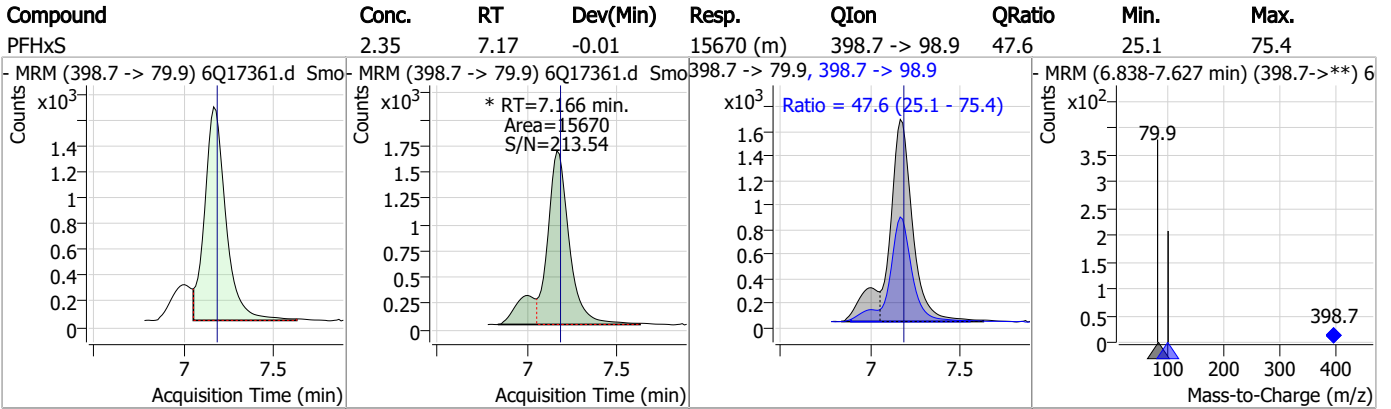 Compound Conc. RT Dev(Min) Resp. QIon QRatio Min. Max.
PFHxS 2.35 7.17 -0.01 15670 (m) 398.7 -> 98.9 47.6 25.1 75.4
- MRM (398.7 -> 79.9) 6Q17361.d Smo
Counts
x10³
1.4
1.2
1
0.8
0.6
0.4
0.2
0
7 7.5
Acquisition Time (min)
- MRM (398.7 -> 79.9) 6Q17361.d Smo
Counts
x10³
* RT=7.166 min.
Area=15670
S/N=213.54
1.75
1.5
1.25
1
0.75
0.5
0.25
0
7 7.5
Acquisition Time (min)
398.7 -> 79.9, 398.7 -> 98.9
x10³
Ratio = 47.6 (25.1 - 75.4)
1.6
1.4
1.2
1
0.8
0.6
0.4
0.2
0
7 7.5
- MRM (6.838-7.627 min) (398.7->**) 6
Counts
x10²
79.9
3.5
3
2.5
2
1.5
1
0.5
0
398.7
100 200 300 400
Mass-to-Charge (m/z)